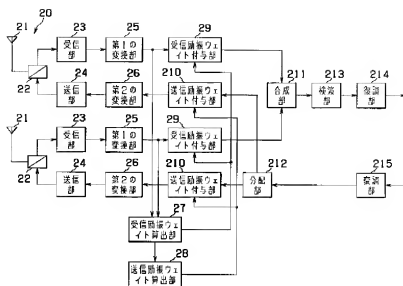 20
21
23
25
29
受信部
第1の変換部
受信励振ウェイト付与部
22
24
26
210
211
213
214
送信部
第2の変換部
送信励振ウェイト付与部
合成部
検波部
復調部
21
23
25
29
受信部
第1の変換部
受信励振ウェイト付与部
22
24
26
210
212
215
送信部
第2の変換部
送信励振ウェイト付与部
分配部
変調部
27
受信励振ウェイト算出部
28
送信励振ウェイト算出部